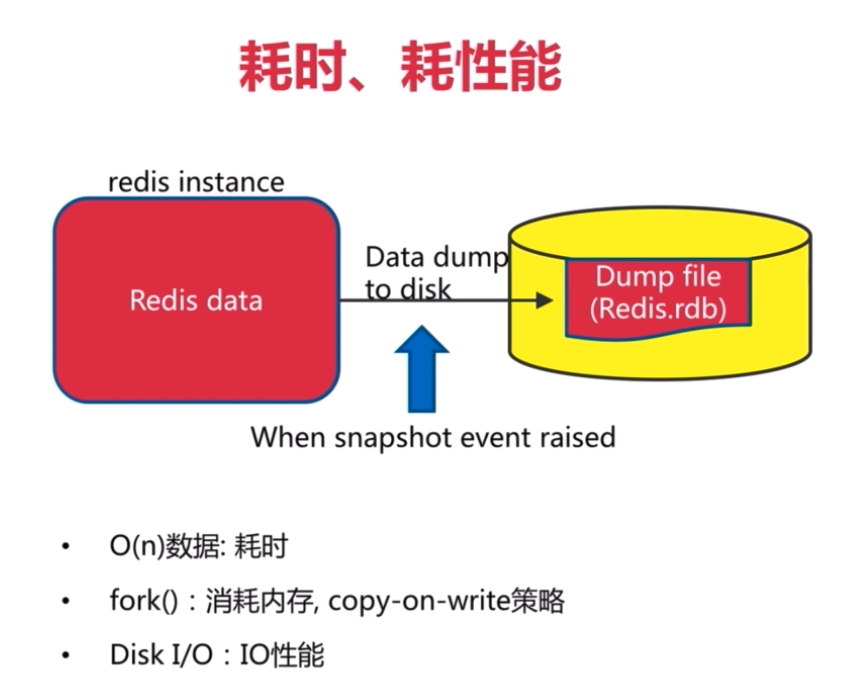 耗时、耗性能
redis instance
Redis data
Data dump
to disk
Dump file
(Redis.rdb)
When snapshot event raised
• O(n)数据: 耗时
• fork()：消耗内存, copy-on-write策略
• Disk I/O：IO性能